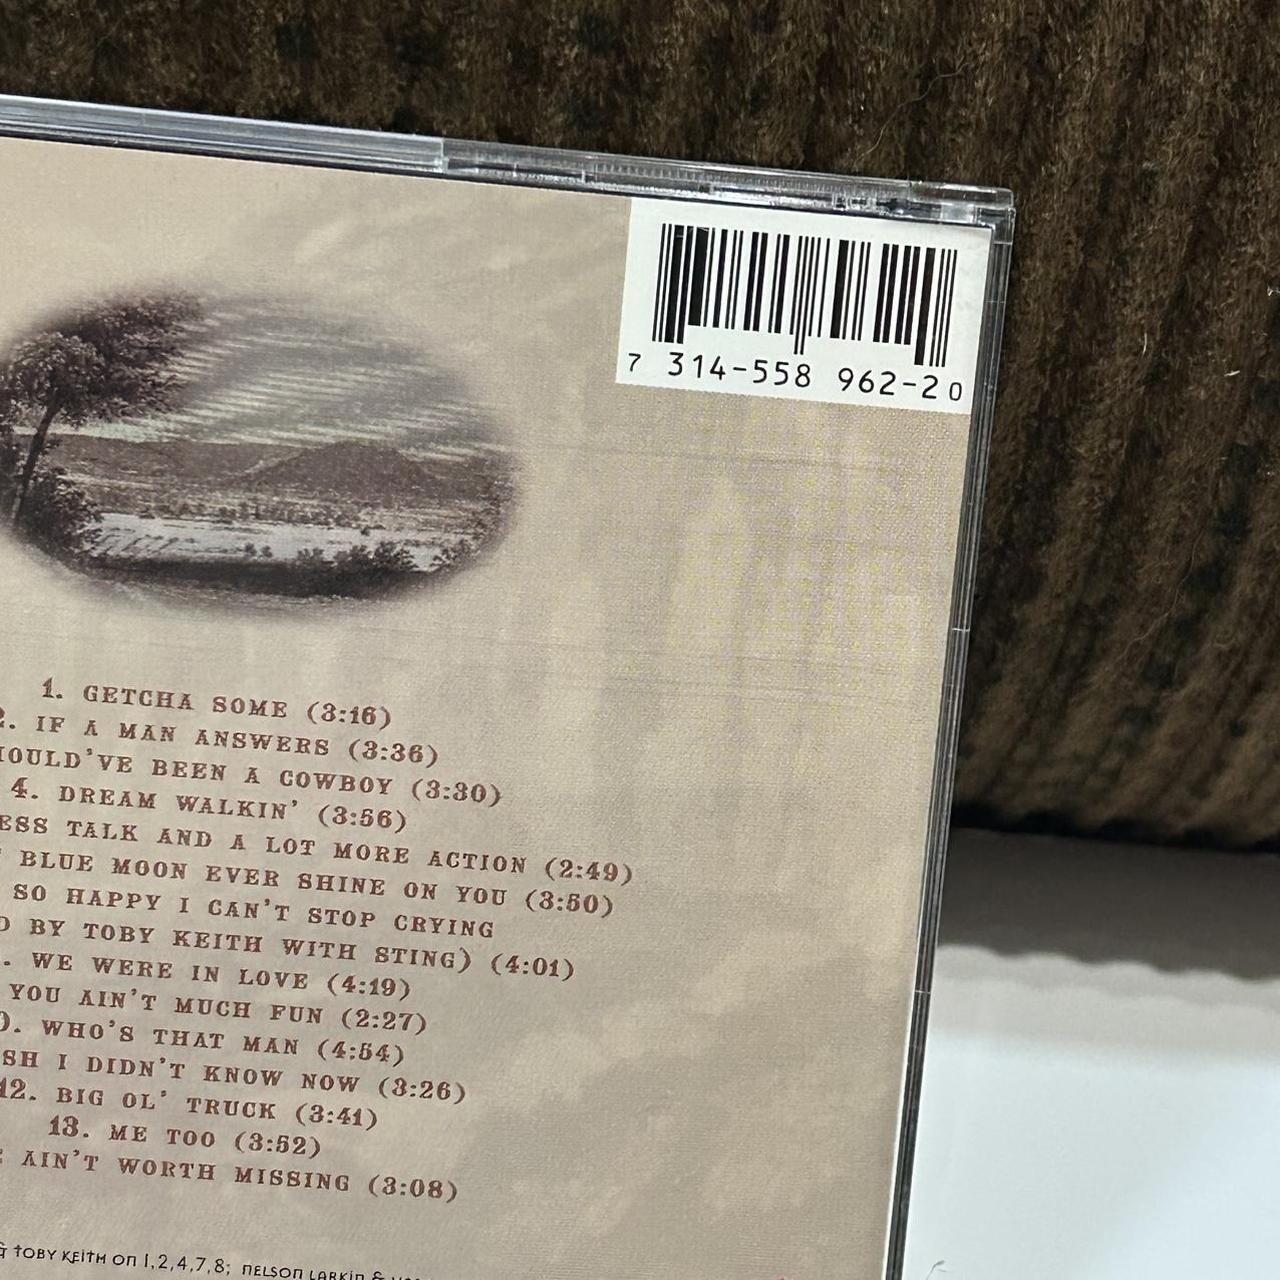 7 314-558 962-2 0
1. GETCHA SOME (3:16)
2. IF A MAN ANSWERS (3:36)
BEEN A COWBOY (3:30)
4. DREAM WALKIN' (3:56)
TALK AND A LOT MORE ACTION (2:49)
BLUE MOON EVER SHINE ON YOU (3:50)
SO HAPPY I CAN'T STOP CRYING
BY TOBY KEITH WITH STING) (4:01)
. WE WERE IN LOVE (4:19)
YOU AIN'T MUCH FUN (2:27)
0. WHO'S THAT MAN (4:54)
I DIDN'T KNOW NOW (3:26)
12. BIG OL' TRUCK (3:41)
13. ME TOO (3:52)
AIN'T WORTH MISSING (3:08)
& TOBY KEITH ON 1,2,4,7,8; NELSON LARKIN &